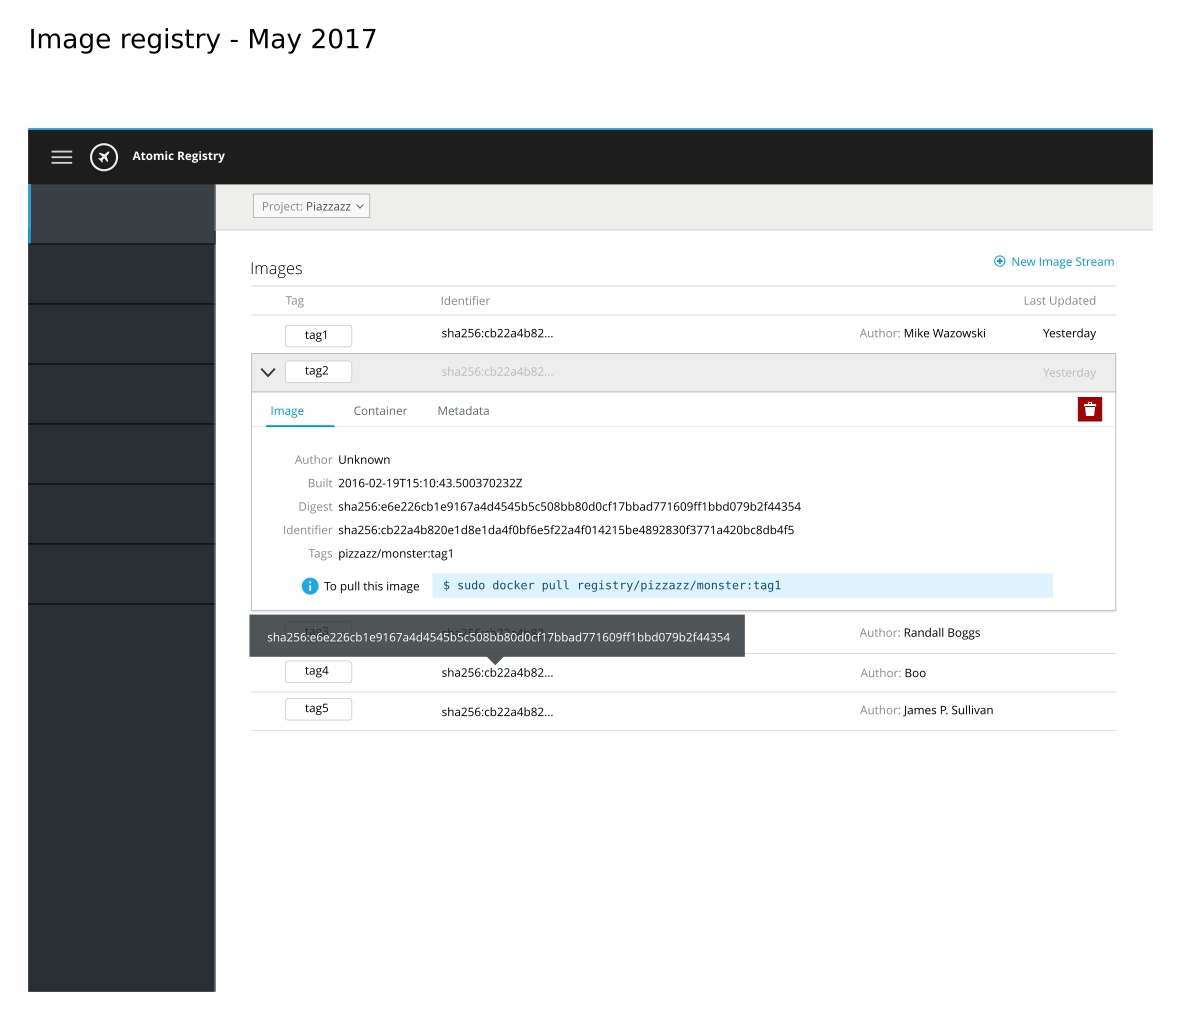 Image registry - May 2017
Atomic Registry
Project: Piazzazz
Images
New Image Stream
Tag Identifier Last Updated
tag1 sha256:cb22a4b82... Author: Mike Wazowski Yesterday
tag2 sha256:cb22a4b82... Yesterday
Image Container Metadata
Author Unknown
Built 2016-02-19T15:10:43.500370232Z
Digest sha256:e6e226cb1e9167a4d4545b5c508bb80d0cf17bbad771609ff1bbd079b2f44354
Identifier sha256:cb22a4b820e1d8e1da4f0bf6e5f22a4f014215be4892830f3771a420bc8db4f5
Tags pizzazz/monster:tag1
To pull this image $ sudo docker pull registry/pizzazz/monster:tag1
tag3 sha256:cb22a4b82... Author: Randall Boggs
sha256:e6e226cb1e9167a4d4545b5c508bb80d0cf17bbad771609ff1bbd079b2f44354
tag4 sha256:cb22a4b82... Author: Boo
tag5 sha256:cb22a4b82... Author: James P. Sullivan